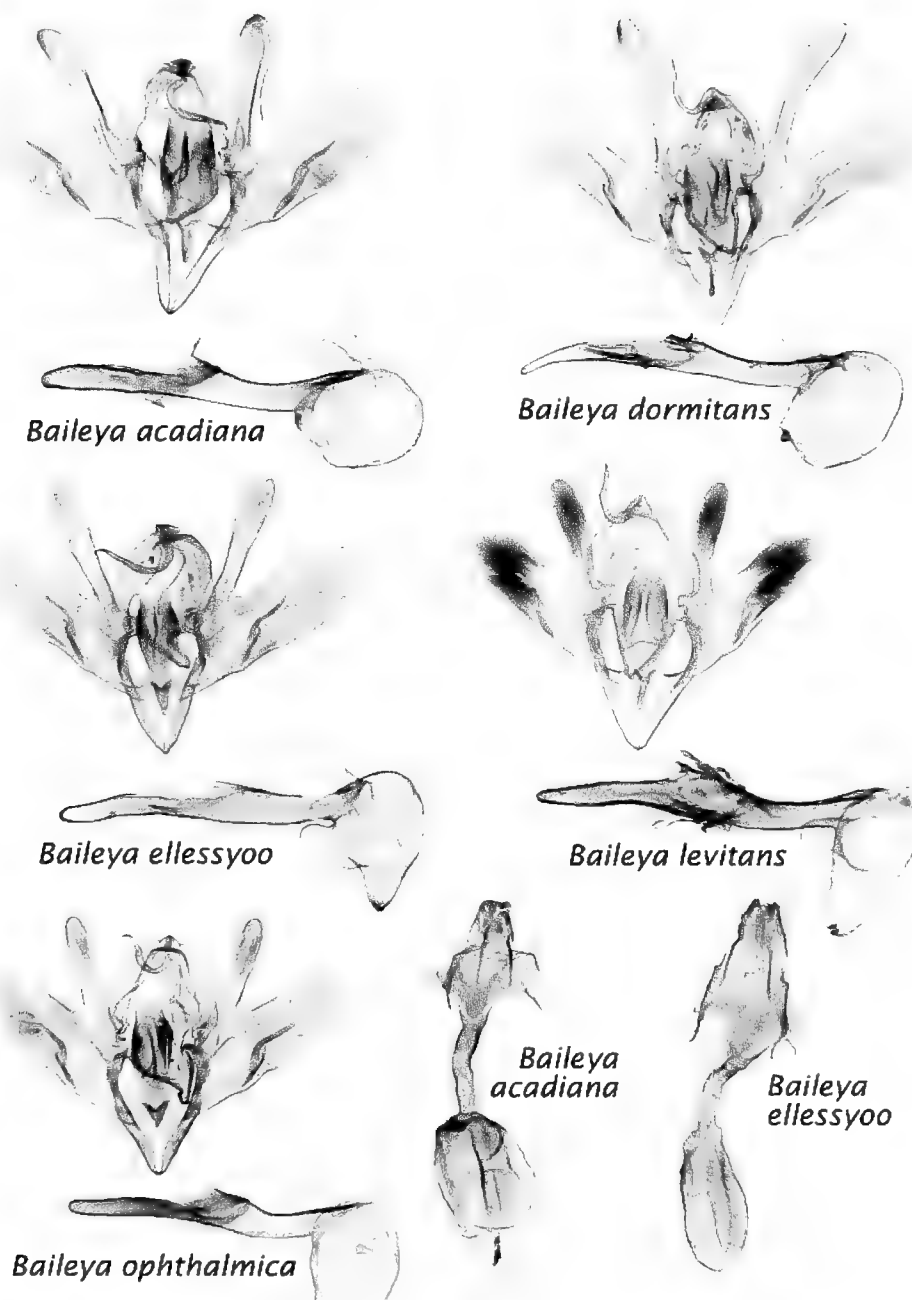 Baileya acadiana
Baileya dormitans
Baileya ellessyoo
Baileya levitans
Baileya
acadiana
Baileya
ellessyoo
Baileya ophthalmica